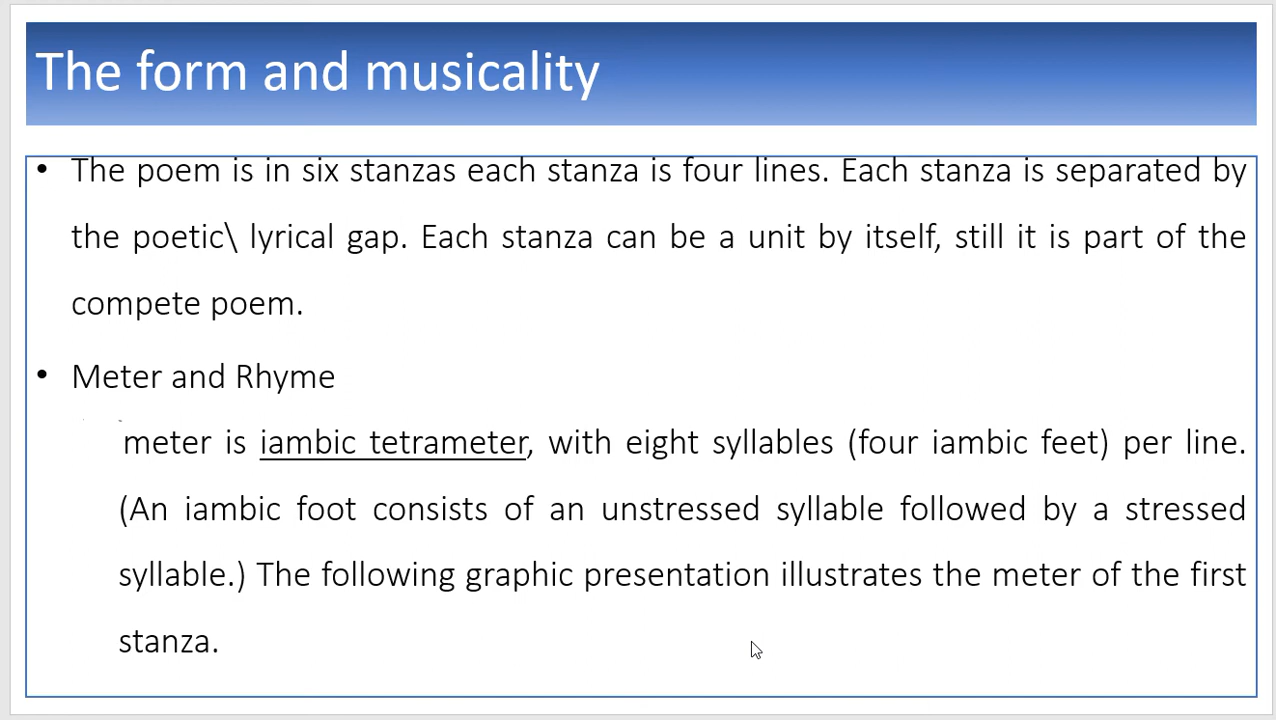 The form and musicality
• The poem is in six stanzas each stanza is four lines. Each stanza is separated by
the poetic\ lyrical gap. Each stanza can be a unit by itself, still it is part of the
compete poem.
• Meter and Rhyme
meter is iambic tetrameter, with eight syllables (four iambic feet) per line.
(An iambic foot consists of an unstressed syllable followed by a stressed
syllable.) The following graphic presentation illustrates the meter of the first
stanza.